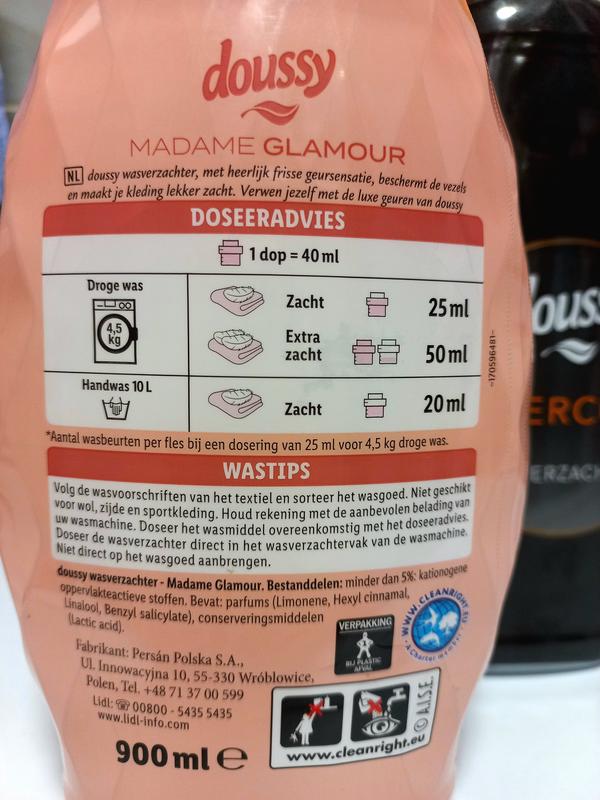 doussy
MADAME GLAMOUR
NL doussy wasverzachter, met heerlijk frisse geursensatie, beschermt de vezels
en maakt je kleding lekker zacht. Verwen jezelf met de luxe geuren van doussy
DOSEERADVIES
1 dop = 40 ml
Droge was
4,5
kg
Zacht
25 ml
Extra
zacht
50 ml
Handwas 10 L
Zacht
20 ml
*Aantal wasbeurten per fles bij een dosering van 25 ml voor 4,5 kg droge was.
-170596481-
WASTIPS
Volg de wasvoorschriften van het textiel en sorteer het wasgoed. Niet geschikt
voor wol, zijde en sportkleding. Houd rekening met de aanbevolen belading van
uw wasmachine. Doseer het wasmiddel overeenkomstig met het doseeradvies.
Doseer de wasverzachter direct in het wasverzachtervak van de wasmachine.
Niet direct op het wasgoed aanbrengen.
doussy wasverzachter - Madame Glamour. Bestanddelen: minder dan 5%: kationogene
oppervlakteactieve stoffen. Bevat: parfums (Limonene, Hexyl cinnamal,
Linalool, Benzyl salicylate), conserveringsmiddelen
(Lactic acid).
VERPAKKING
BIJ PLASTIC
AFVAL
WWW.CLEANRIGHT.EU
A Charter member
Fabrikant: Persán Polska S.A.,
Ul. Innowacyjna 10, 55-330 Wróblowice,
Polen, Tel. +48 71 37 00 599
Lidl: 00800 - 5435 5435
www.lidl-info.com
900 ml e
www.cleanright.eu
© A.I.S.E.
douss
ERCU
ERZACH